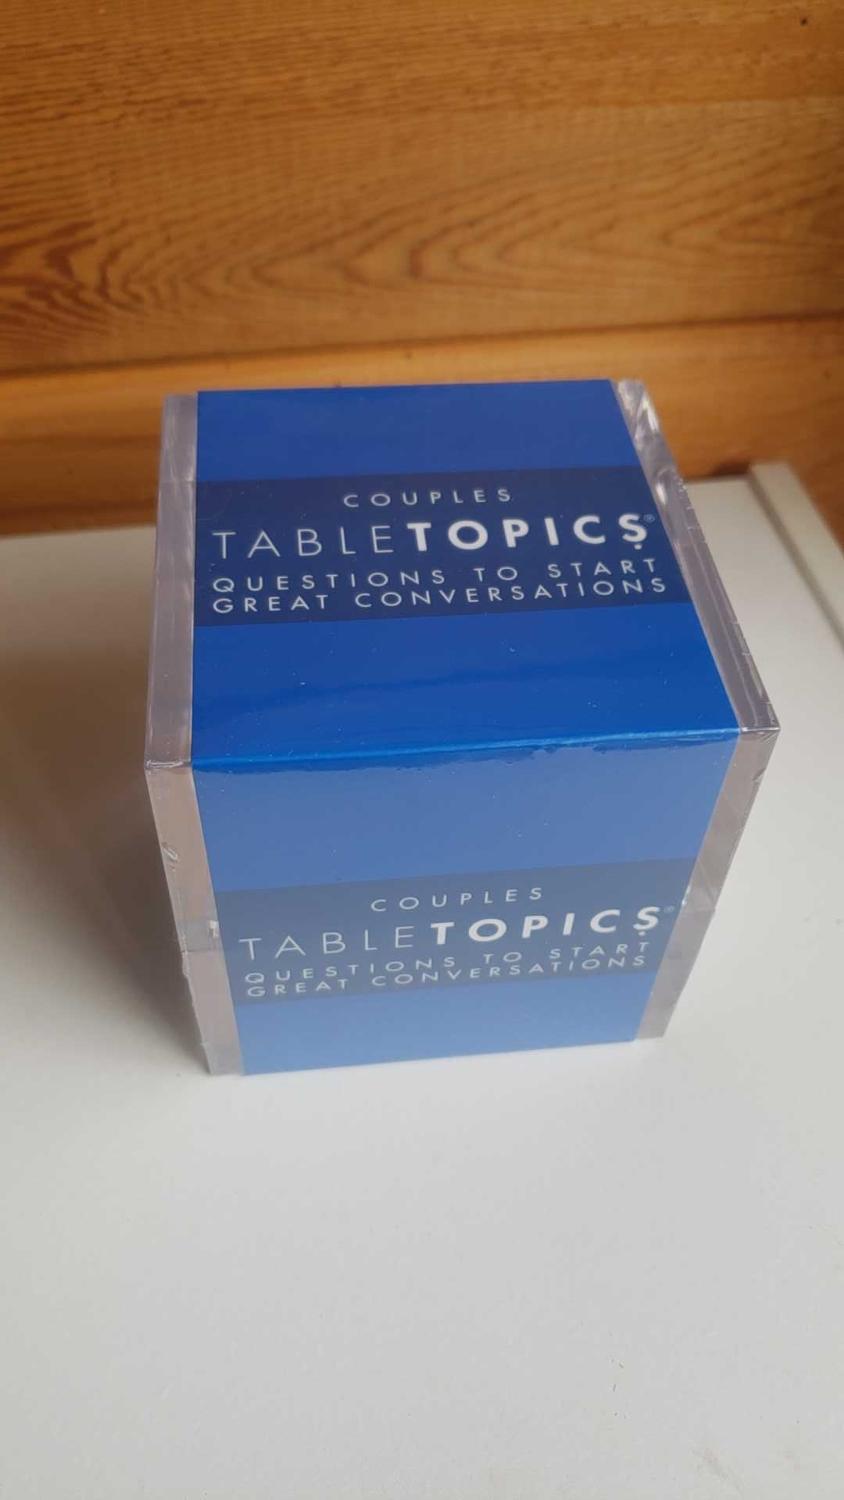 COUPLES
TABLETOPICS®
QUESTIONS TO START
GREAT CONVERSATIONS
COUPLES
TABLETOPICS®
QUESTIONS TO START
GREAT CONVERSATIONS